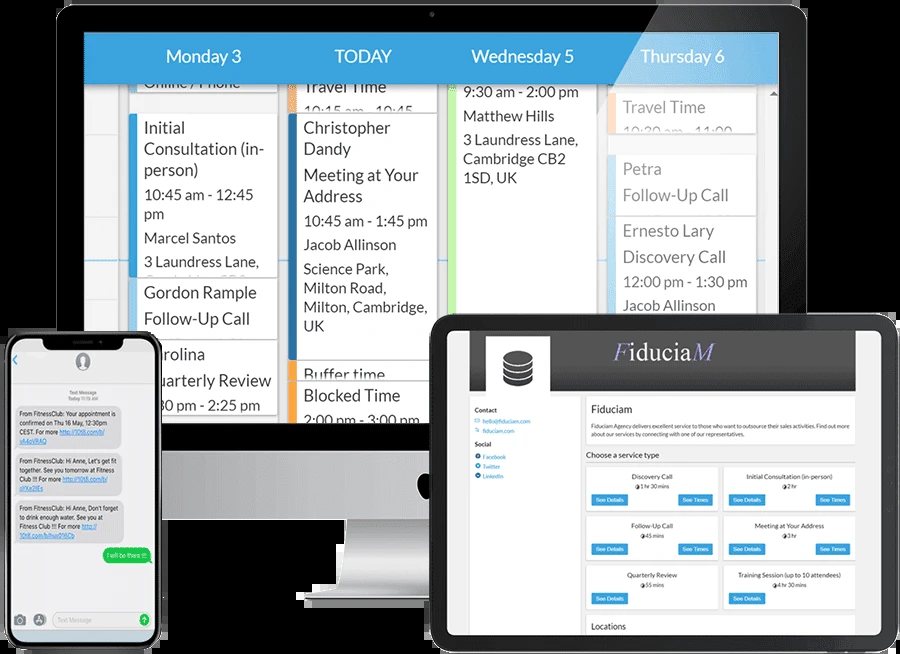 Monday 3
TODAY
Wednesday 5
Thursday 6
Online / Phone
Initial
Consultation (in-
person)
10:45 am - 12:45
pm
Marcel Santos
3 Laundress Lane,
Gordon Rample
Follow-Up Call
arolina
uarterly Review
30 pm - 2:25 pm
Travel Time
10:15 am - 10:45
Christopher
Dandy
Meeting at Your
Address
10:45 am - 1:45 pm
Jacob Allinson
Science Park,
Milton Road,
Milton, Cambridge,
UK
Buffer time
Blocked Time
2:00 pm - 3:00 pm
9:30 am - 2:00 pm
Matthew Hills
3 Laundress Lane,
Cambridge CB2
1SD, UK
Travel Time
10:30 am - 11:00
Petra
Follow-Up Call
Ernesto Lary
Discovery Call
12:00 pm - 1:30 pm
Jacob Allinson
Text Message
Today 11:13 AM
From FitnessClub: Your appointment is
confirmed on Thu 16 May, 12:30pm
CEST. For more http://10t8.com/b/
From FitnessClub: Hi Anne, Let's get fit
together. See you tomorrow at Fitness
Club !!! For more http://10t8.com/b/
From FitnessClub: Hi Anne, Don't forget
to drink enough water. See you at
Fitness Club !!! For more http://
I will be there !!!
Text Message
FiduciaM
Contact
hello@fiduciam.com
fiduciam.com
Social
Facebook
Twitter
LinkedIn
Fiduciam
Fiduciam Agency delivers excellent service to those who want to outsource their sales activities. Find out more
about our services by connecting with one of our representatives.
Choose a service type
Discovery Call
1 hr 30 mins
See Details
See Times
Initial Consultation (in-person)
2 hr
See Details
See Times
Follow-Up Call
45 mins
See Details
See Times
Meeting at Your Address
3 hr
See Details
See Times
Quarterly Review
55 mins
See Details
Training Session (up to 10 attendees)
4 hr 30 mins
See Details
Locations